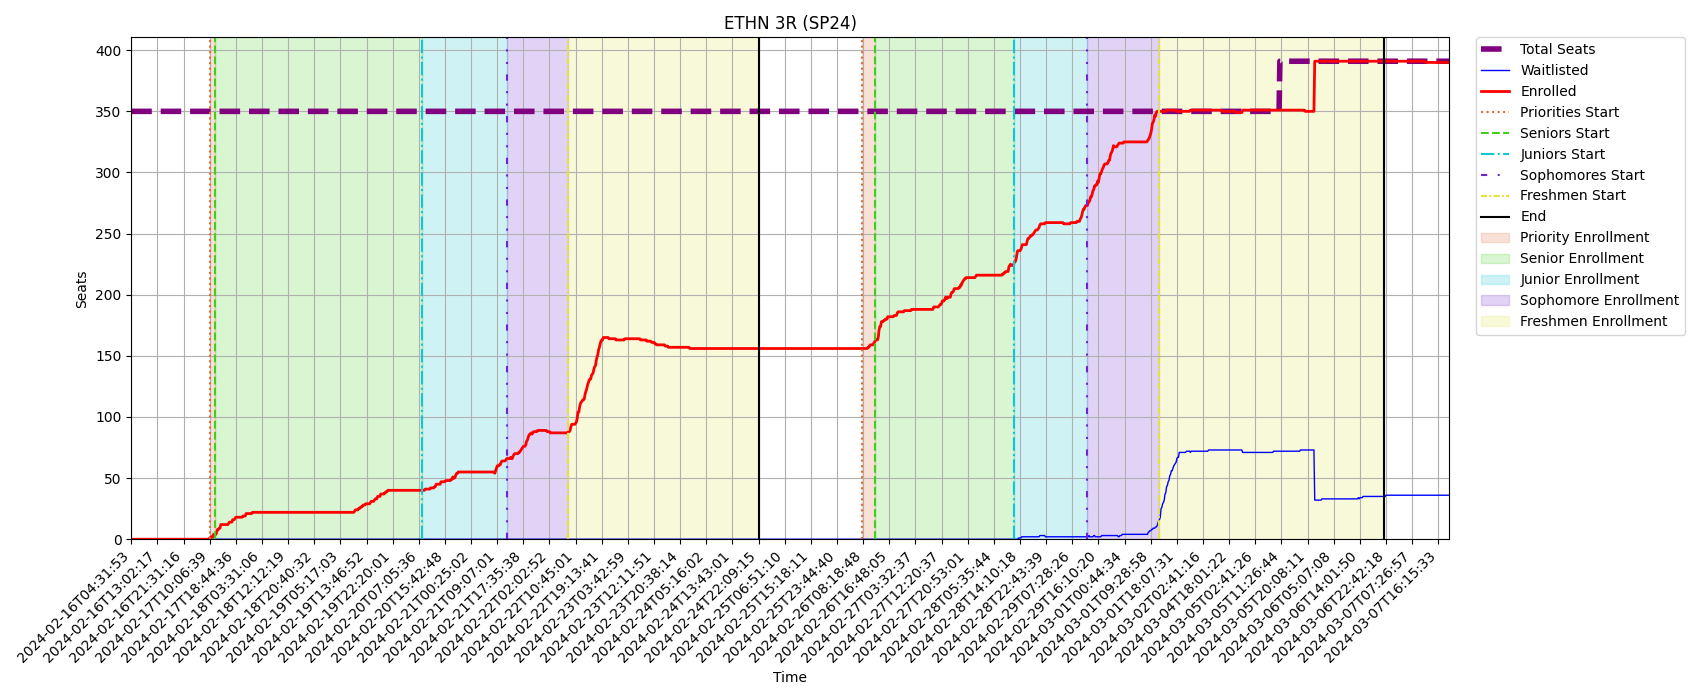 ETHN 3R (SP24)
Seats
400
350
300
250
200
150
100
50
0
2024-02-16T04:31:53
2024-02-16T13:02:17
2024-02-16T21:31:16
2024-02-17T10:06:39
2024-02-17T18:44:36
2024-02-18T03:31:06
2024-02-18T12:12:19
2024-02-18T20:40:32
2024-02-19T05:17:03
2024-02-19T13:46:52
2024-02-19T22:20:01
2024-02-20T07:05:36
2024-02-20T15:42:48
2024-02-21T00:25:02
2024-02-21T09:07:01
2024-02-21T17:35:38
2024-02-22T02:02:52
2024-02-22T10:45:01
2024-02-22T19:13:41
2024-02-23T03:42:59
2024-02-23T12:11:51
2024-02-23T20:38:14
2024-02-24T05:16:02
2024-02-24T13:43:01
2024-02-24T22:09:15
2024-02-25T06:51:10
2024-02-25T15:18:11
2024-02-25T23:44:40
2024-02-26T08:18:48
2024-02-26T16:48:05
2024-02-27T03:32:37
2024-02-27T12:20:37
2024-02-27T20:53:01
2024-02-28T05:35:44
2024-02-28T14:10:18
2024-02-28T22:43:39
2024-02-29T07:28:26
2024-02-29T16:10:20
2024-03-01T00:44:34
2024-03-01T09:28:58
2024-03-01T18:07:31
2024-03-02T02:41:16
2024-03-04T18:01:22
2024-03-05T02:41:26
2024-03-05T11:26:44
2024-03-05T20:08:11
2024-03-06T05:07:08
2024-03-06T14:01:50
2024-03-06T22:42:18
2024-03-07T07:26:57
2024-03-07T16:15:33
Time
Total Seats
Waitlisted
Enrolled
Priorities Start
Seniors Start
Juniors Start
Sophomores Start
Freshmen Start
End
Priority Enrollment
Senior Enrollment
Junior Enrollment
Sophomore Enrollment
Freshmen Enrollment